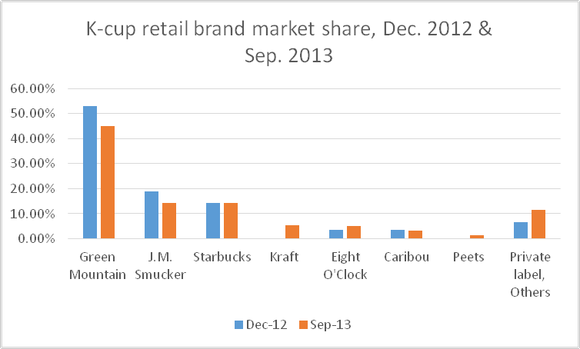 K-cup retail brand market share, Dec. 2012 &
Sep. 2013
60.00%
50.00%
40.00%
30.00%
20.00%
10.00%
0.00%
Green
Mountain
J.M.
Smucker
Starbucks
Kraft
Eight
O'Clock
Caribou
Peets
Private
label,
Others
Dec-12
Sep-13